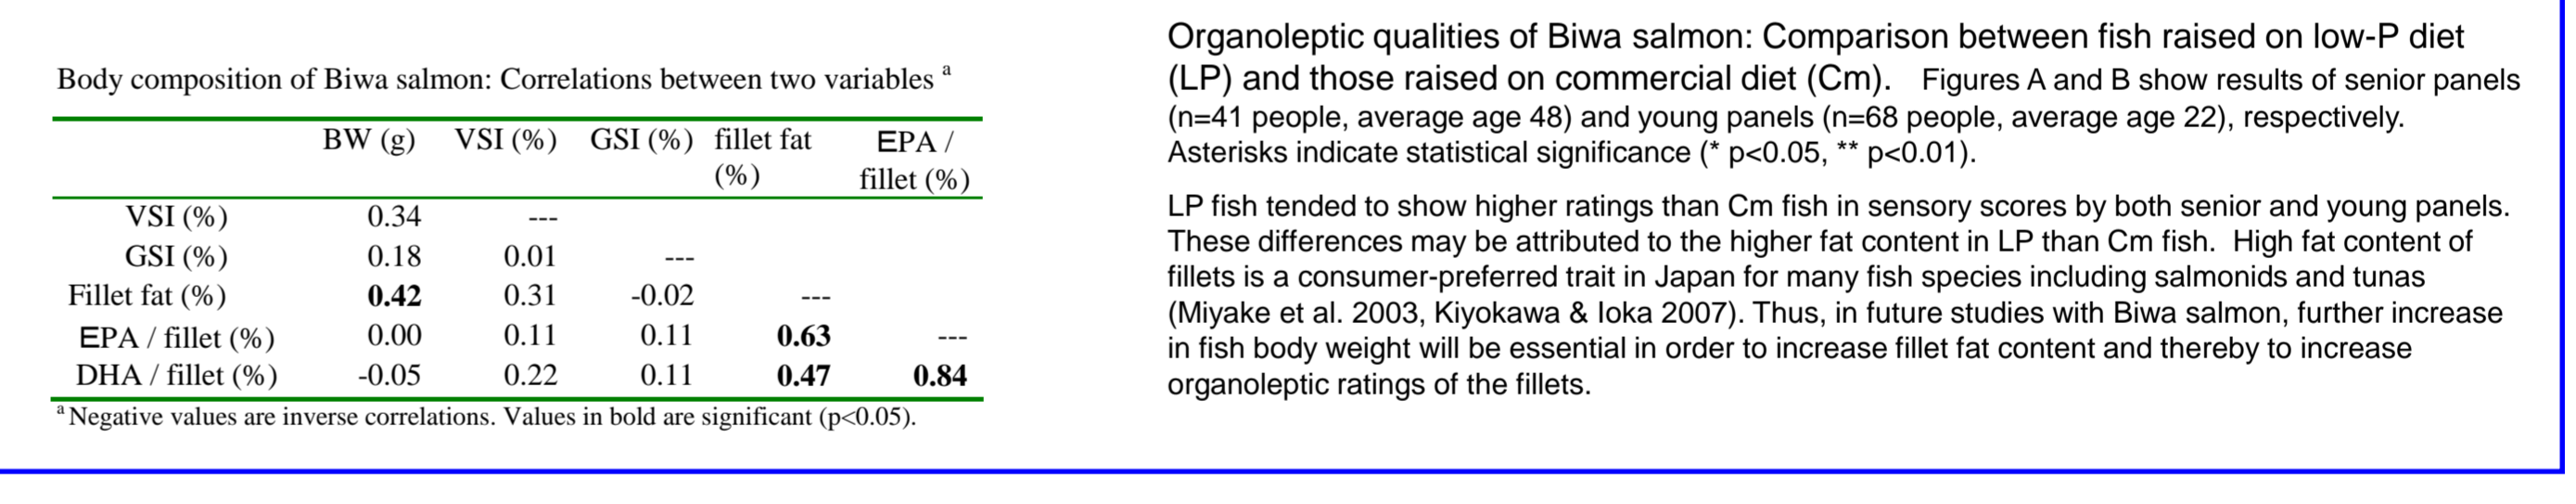 Body composition of Biwa salmon: Correlations between two variables a
BW (g) VSI (%) GSI (%) fillet fat (%) EPA / fillet (%)
VSI (%) 0.34 ---
GSI (%) 0.18 0.01 ---
Fillet fat (%) 0.42 0.31 -0.02 ---
EPA / fillet (%) 0.00 0.11 0.11 0.63 ---
DHA / fillet (%) -0.05 0.22 0.11 0.47 0.84
a Negative values are inverse correlations. Values in bold are significant (p<0.05).
Organoleptic qualities of Biwa salmon: Comparison between fish raised on low-P diet
(LP) and those raised on commercial diet (Cm). Figures A and B show results of senior panels
(n=41 people, average age 48) and young panels (n=68 people, average age 22), respectively.
Asterisks indicate statistical significance (* p<0.05, ** p<0.01).
LP fish tended to show higher ratings than Cm fish in sensory scores by both senior and young panels.
These differences may be attributed to the higher fat content in LP than Cm fish. High fat content of
fillets is a consumer-preferred trait in Japan for many fish species including salmonids and tunas
(Miyake et al. 2003, Kiyokawa & Ioka 2007). Thus, in future studies with Biwa salmon, further increase
in fish body weight will be essential in order to increase fillet fat content and thereby to increase
organoleptic ratings of the fillets.